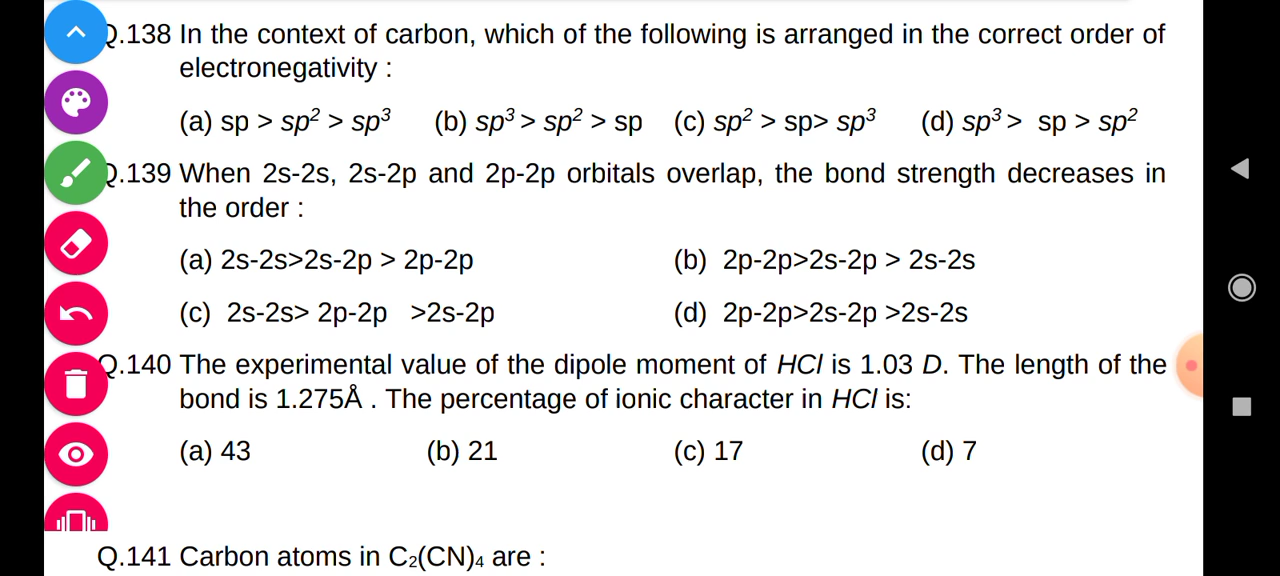 Q.138 In the context of carbon, which of the following is arranged in the correct order of
electronegativity :
(a) sp > sp² > sp³ (b) sp³ > sp² > sp (c) sp² > sp> sp³ (d) sp³ > sp > sp²
Q.139 When 2s-2s, 2s-2p and 2p-2p orbitals overlap, the bond strength decreases in
the order :
(a) 2s-2s>2s-2p > 2p-2p (b) 2p-2p>2s-2p > 2s-2s
(c) 2s-2s> 2p-2p >2s-2p (d) 2p-2p>2s-2p >2s-2s
Q.140 The experimental value of the dipole moment of HCl is 1.03 D. The length of the
bond is 1.275Å . The percentage of ionic character in HCl is:
(a) 43 (b) 21 (c) 17 (d) 7
Q.141 Carbon atoms in C₂(CN)₄ are :